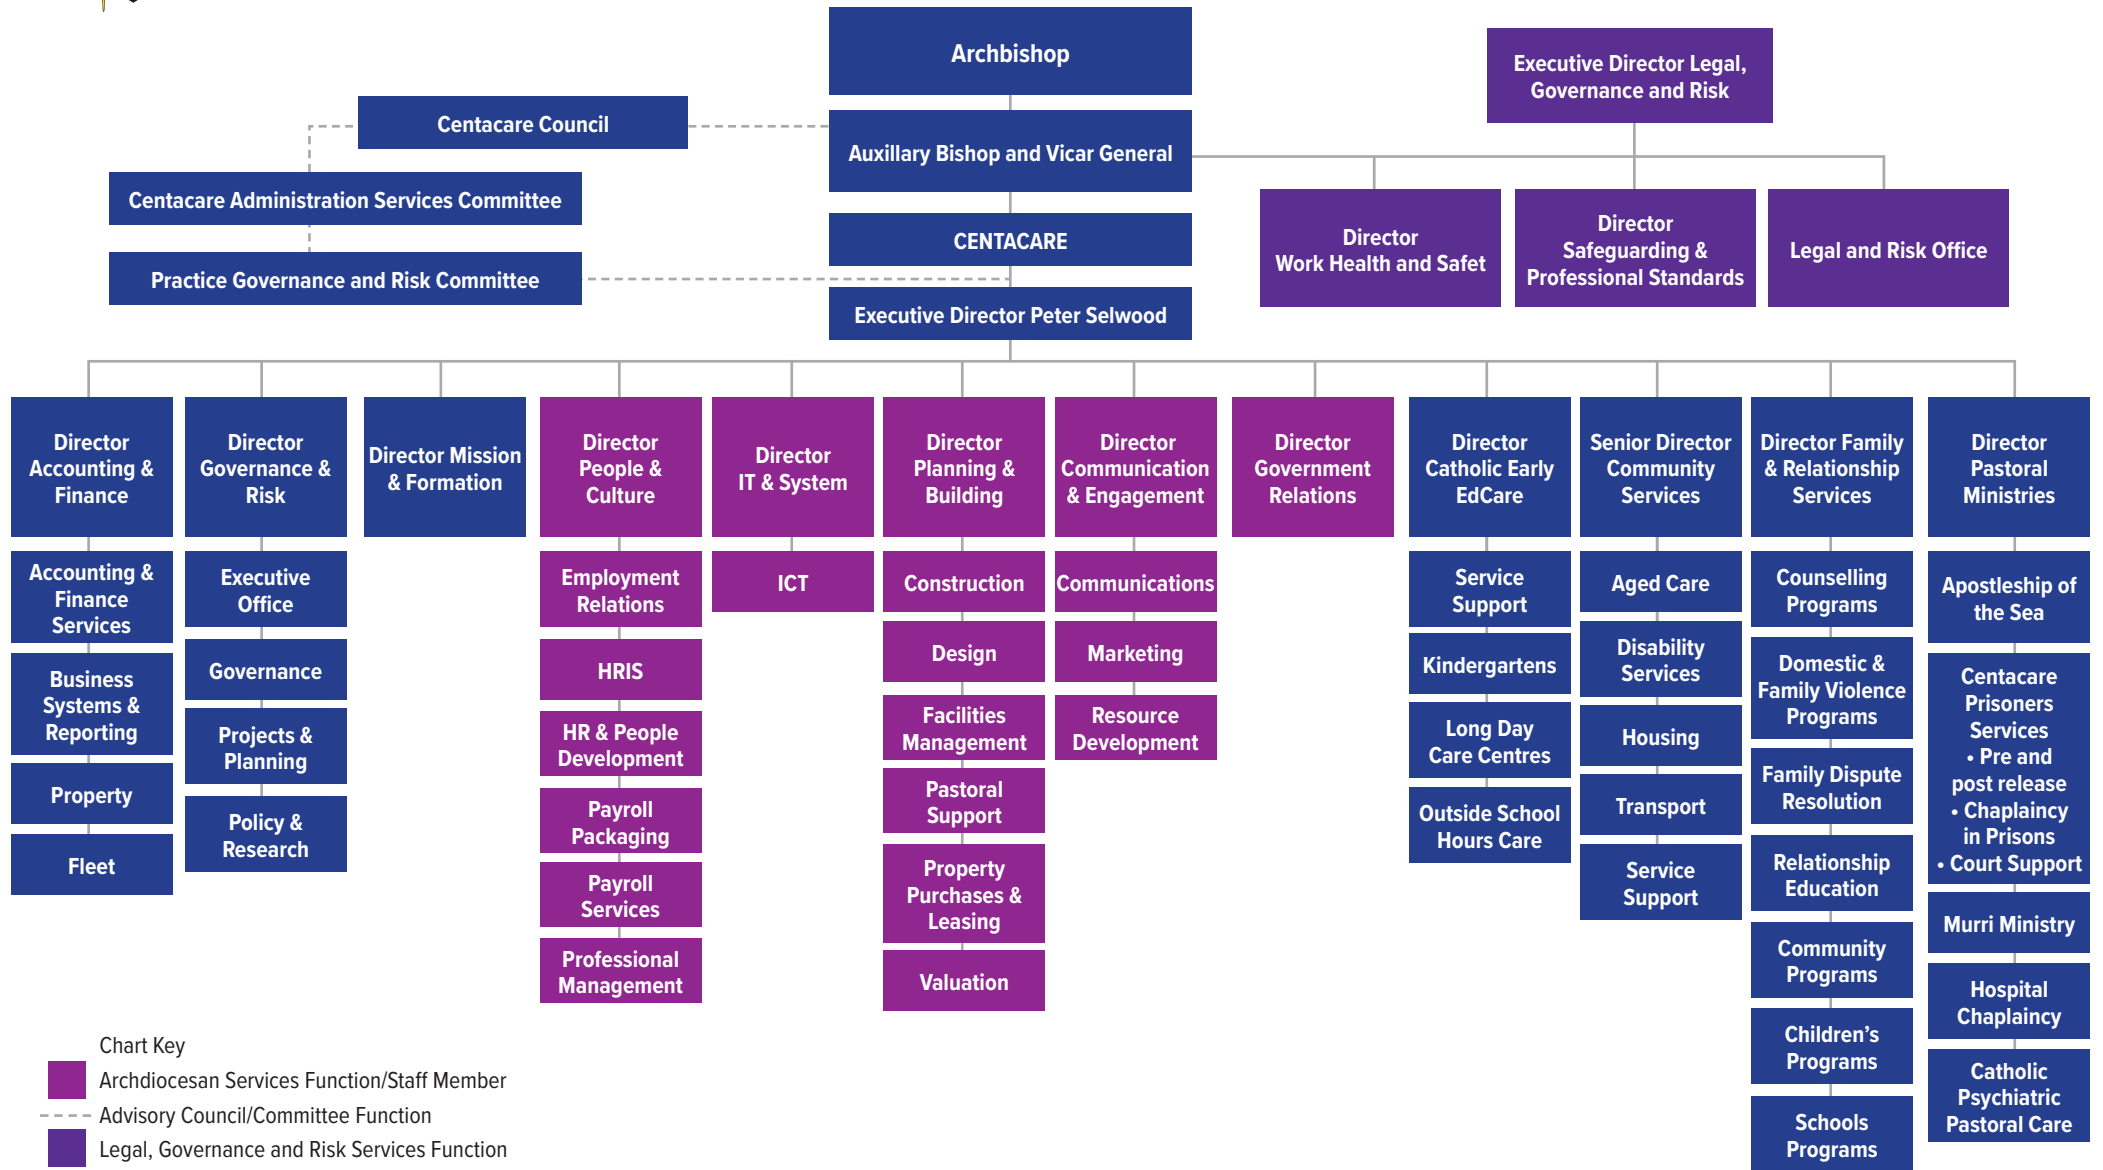 Archbishop
Executive Director Legal,
Governance and Risk
Centacare Council
Auxillary Bishop and Vicar General
Centacare Administration Services Committee
CENTACARE
Practice Governance and Risk Committee
Executive Director Peter Selwood
Director
Work Health and Safet
Director
Safeguarding &
Professional Standards
Legal and Risk Office
Director
Accounting &
Finance
Accounting &
Finance
Services
Business
Systems &
Reporting
Property
Fleet
Director
Governance &
Risk
Executive
Office
Governance
Projects &
Planning
Policy &
Research
Director Mission
& Formation
Director
People &
Culture
Employment
Relations
HRIS
HR & People
Development
Payroll
Packaging
Payroll
Services
Professional
Management
Director
IT & System
ICT
Director
Planning &
Building
Construction
Design
Facilities
Management
Pastoral
Support
Property
Purchases &
Leasing
Valuation
Director
Communication
& Engagement
Communications
Marketing
Resource
Development
Director
Government
Relations
Director
Catholic Early
EdCare
Service
Support
Kindergartens
Long Day
Care Centres
Outside School
Hours Care
Senior Director
Community
Services
Aged Care
Disability
Services
Housing
Transport
Service
Support
Director Family
& Relationship
Services
Counselling
Programs
Domestic &
Family Violence
Programs
Family Dispute
Resolution
Relationship
Education
Community
Programs
Children’s
Programs
Schools
Programs
Director
Pastoral
Ministries
Apostleship of
the Sea
Centacare
Prisoners
Services
• Pre and
post release
• Chaplaincy
in Prisons
• Court Support
Murri Ministry
Hospital
Chaplaincy
Catholic
Psychiatric
Pastoral Care
Chart Key
Archdiocesan Services Function/Staff Member
Advisory Council/Committee Function
Legal, Governance and Risk Services Function